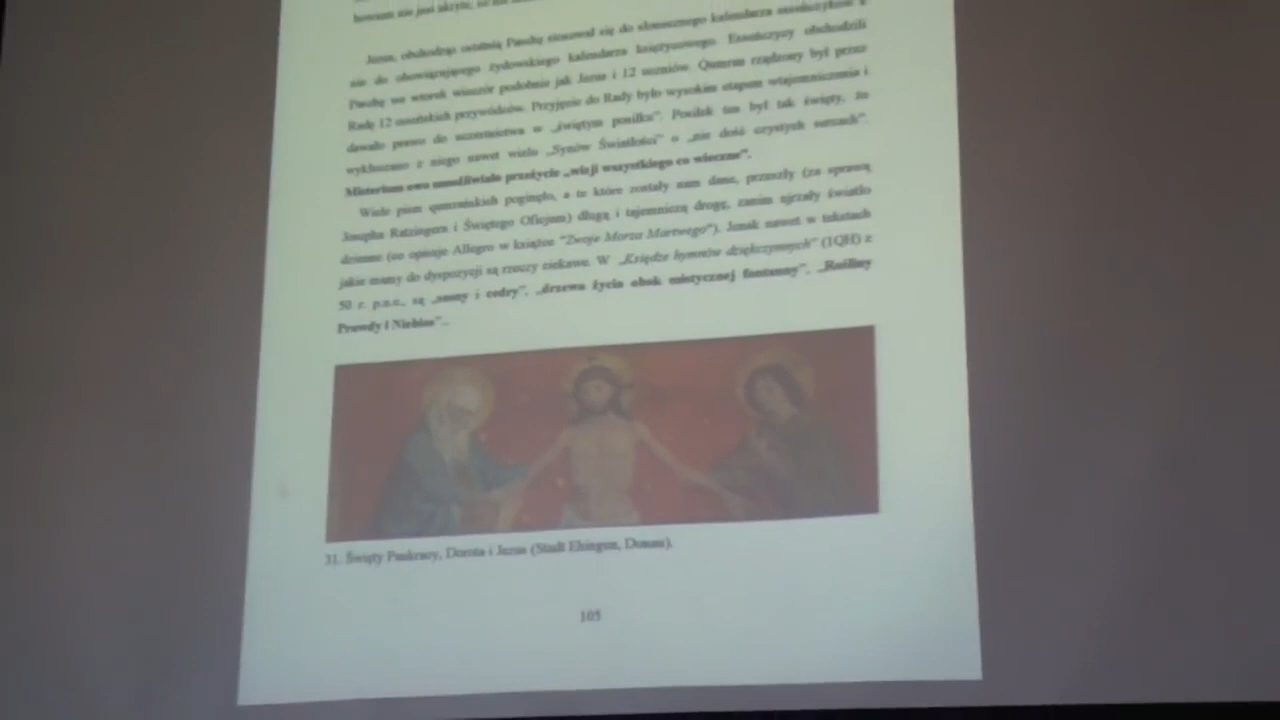 bowiem nie jest
Jezus, obchodząc ostatnią Paschę stosował się do słonecznego kalendarza
nie do obowiązującego żydowskiego kalendarza księżycowego. Esseńczycy obchodzili
Paschę we wtorek wieczór podobnie jak Jezus i 12 uczniów. Qumran rządzony był przez
Radę 12 esseńskich przywódców. Przyjęcie do Rady było wysokim etapem wtajemniczenia i
dawało prawo do uczestnictwa w „świętym posiłku”. Posiłek ten był tak święty, że
wykluczano z niego nawet wielu „Synów Światłości” o „nie dość czystych sercach”.
Misterium owo umożliwiało przeżycie „wizji wszystkiego co wieczne”.
Wiele pism qumrańskich poginęło, a te które zostały nam dane, przeszły (za sprawą
Josepha Ratzingera i Świętego Oficjum) długą i tajemniczą drogę, zanim ujrzały światło
dzienne (co opisuje Allegro w książce "Zwoje Morza Martwego"). Jenak nawet w tekstach
jakie mamy do dyspozycji są rzeczy ciekawe. W „Księdze hymnów dziękczynnych” (1QH) z
50 r. p.n.e., są „sosny i cedry”, „drzewo życia obok mistycznej fontanny”, „Rośliny
Prawdy i Niebios”..
31. Święty Pankracy, Dorota i Jezus (Stadt Ehingen, Donau).
105